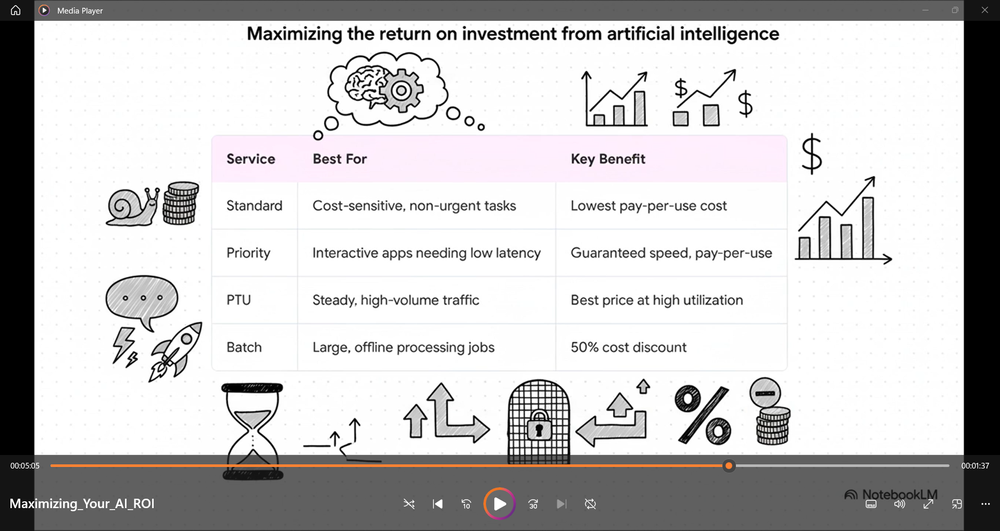 Media Player
Maximizing the return on investment from artificial intelligence
$ $
$
Service Best For Key Benefit
Standard Cost-sensitive, non-urgent tasks Lowest pay-per-use cost
Priority Interactive apps needing low latency Guaranteed speed, pay-per-use
PTU Steady, high-volume traffic Best price at high utilization
Batch Large, offline processing jobs 50% cost discount
%
00:05:05 00:01:37
NotebookLM
Maximizing_Your_AI_ROI 10 30